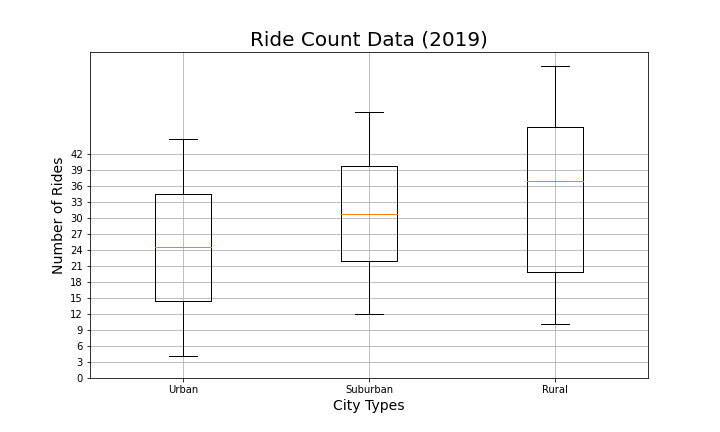 Ride Count Data (2019)
Number of Rides
42
39
36
33
30
27
24
21
18
15
12
9
6
3
0
Urban
Suburban
Rural
City Types